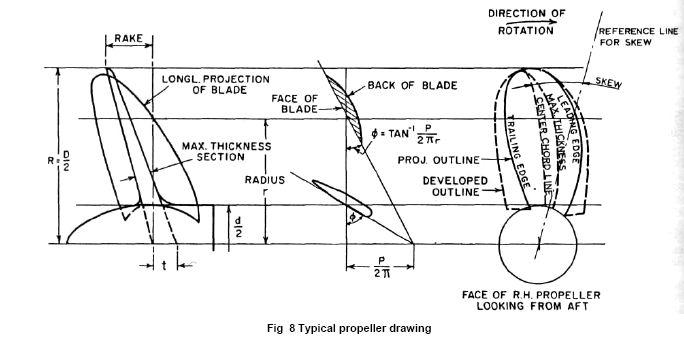 DIRECTION OF
ROTATION
REFERENCE LINE
FOR SKEW
RAKE
LONGL. PROJECTION
OF BLADE
BACK OF BLADE
FACE OF
BLADE
SKEW
R = D/2
MAX. THICKNESS
SECTION
φ = TAN⁻¹ P/2πr
RADIUS
r
LEADING EDGE
MAX. THICKNESS
CENTER CHORD LINE
TRAILING EDGE
PROJ. OUTLINE
DEVELOPED
OUTLINE
d/2
φ
t
P/2π
FACE OF R.H. PROPELLER
LOOKING FROM AFT
Fig 8 Typical propeller drawing